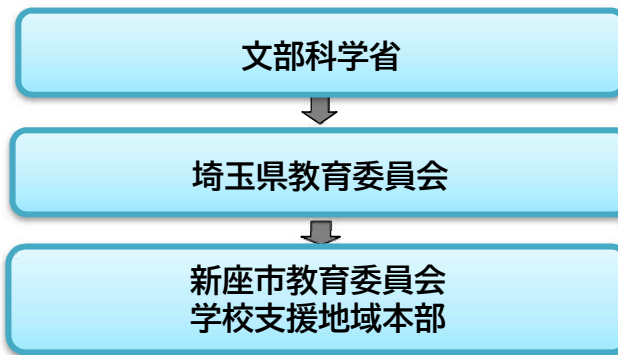 文部科学省
埼玉県教育委員会
新座市教育委員会
学校支援地域本部